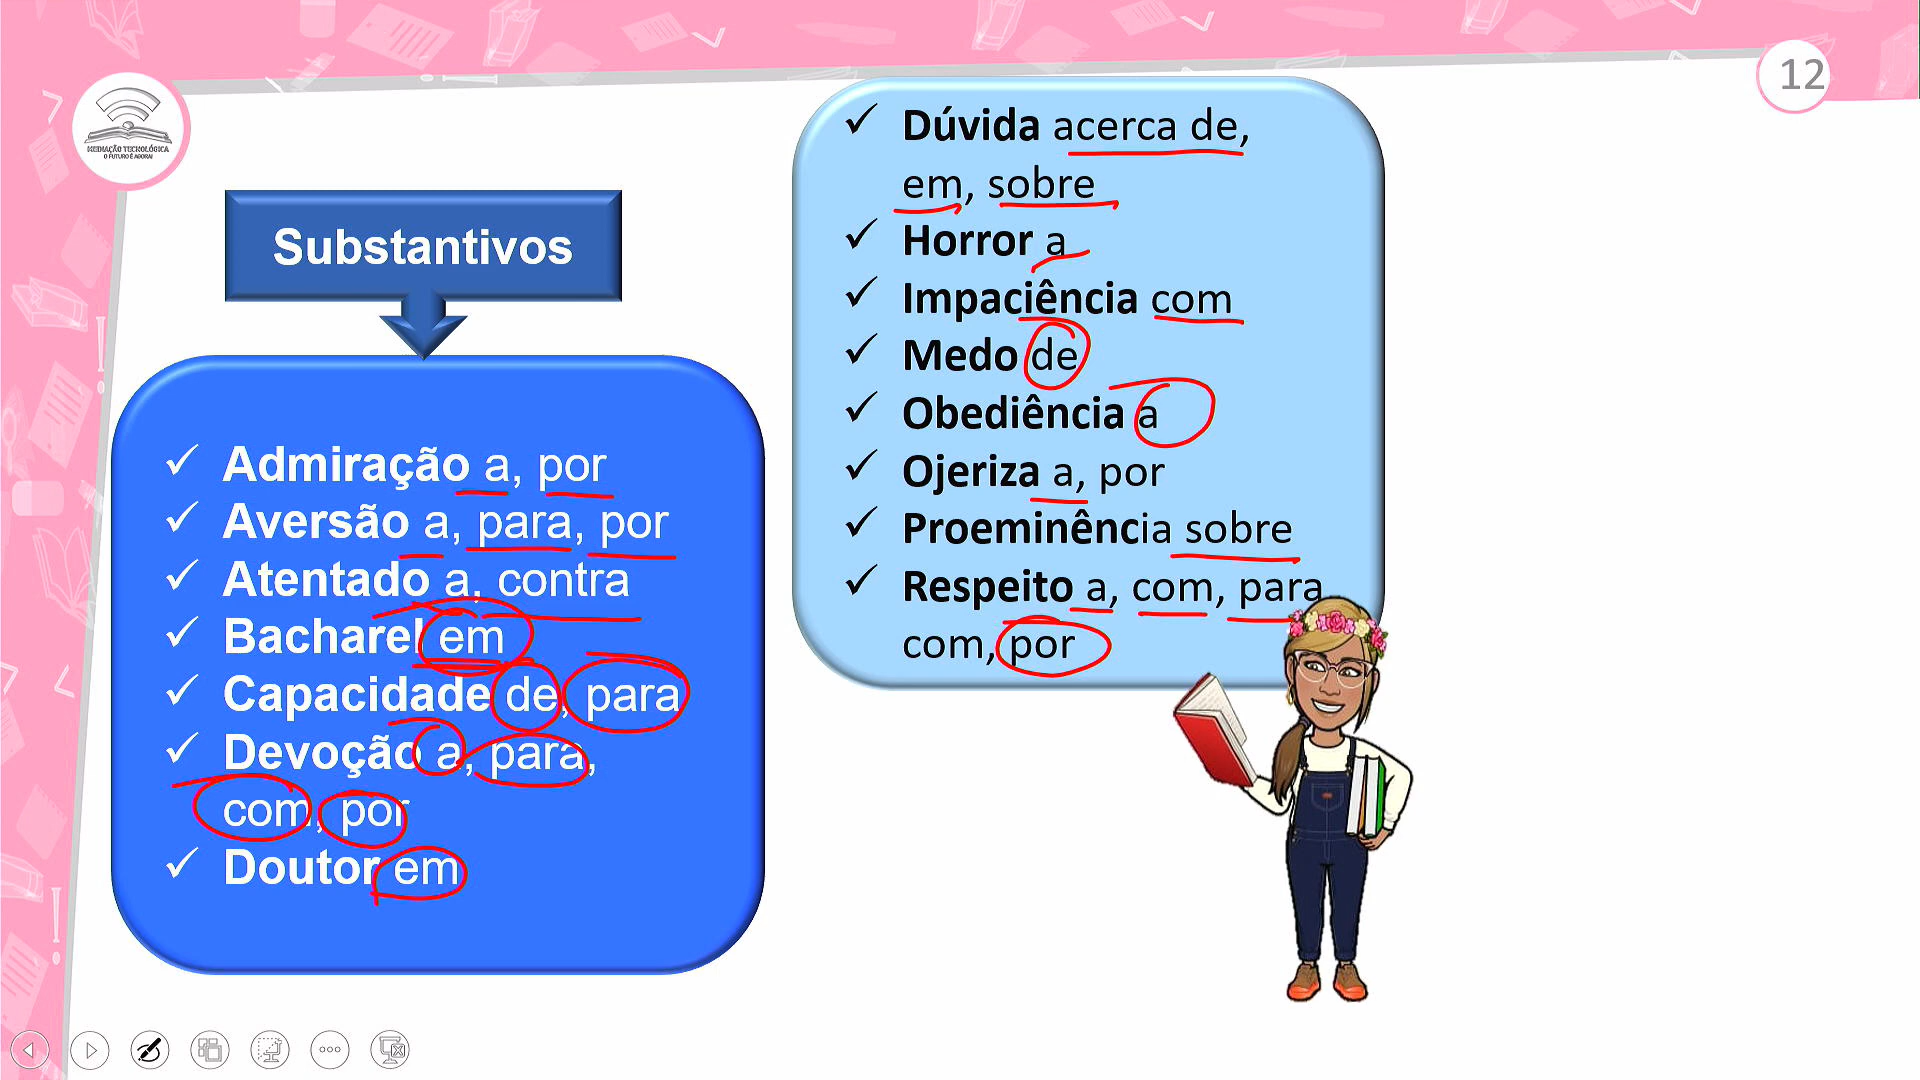 MEDIAÇÃO TECNOLÓGICA
O FUTURO É AGORA!
12
Substantivos
✓ Admiração a, por
✓ Aversão a, para, por
✓ Atentado a, contra
✓ Bacharel em
✓ Capacidade de, para
✓ Devoção a, para,
com, por
✓ Doutor em
✓ Dúvida acerca de,
em, sobre
✓ Horror a
✓ Impaciência com
✓ Medo de
✓ Obediência a
✓ Ojeriza a, por
✓ Proeminência sobre
✓ Respeito a, com, para
com, por